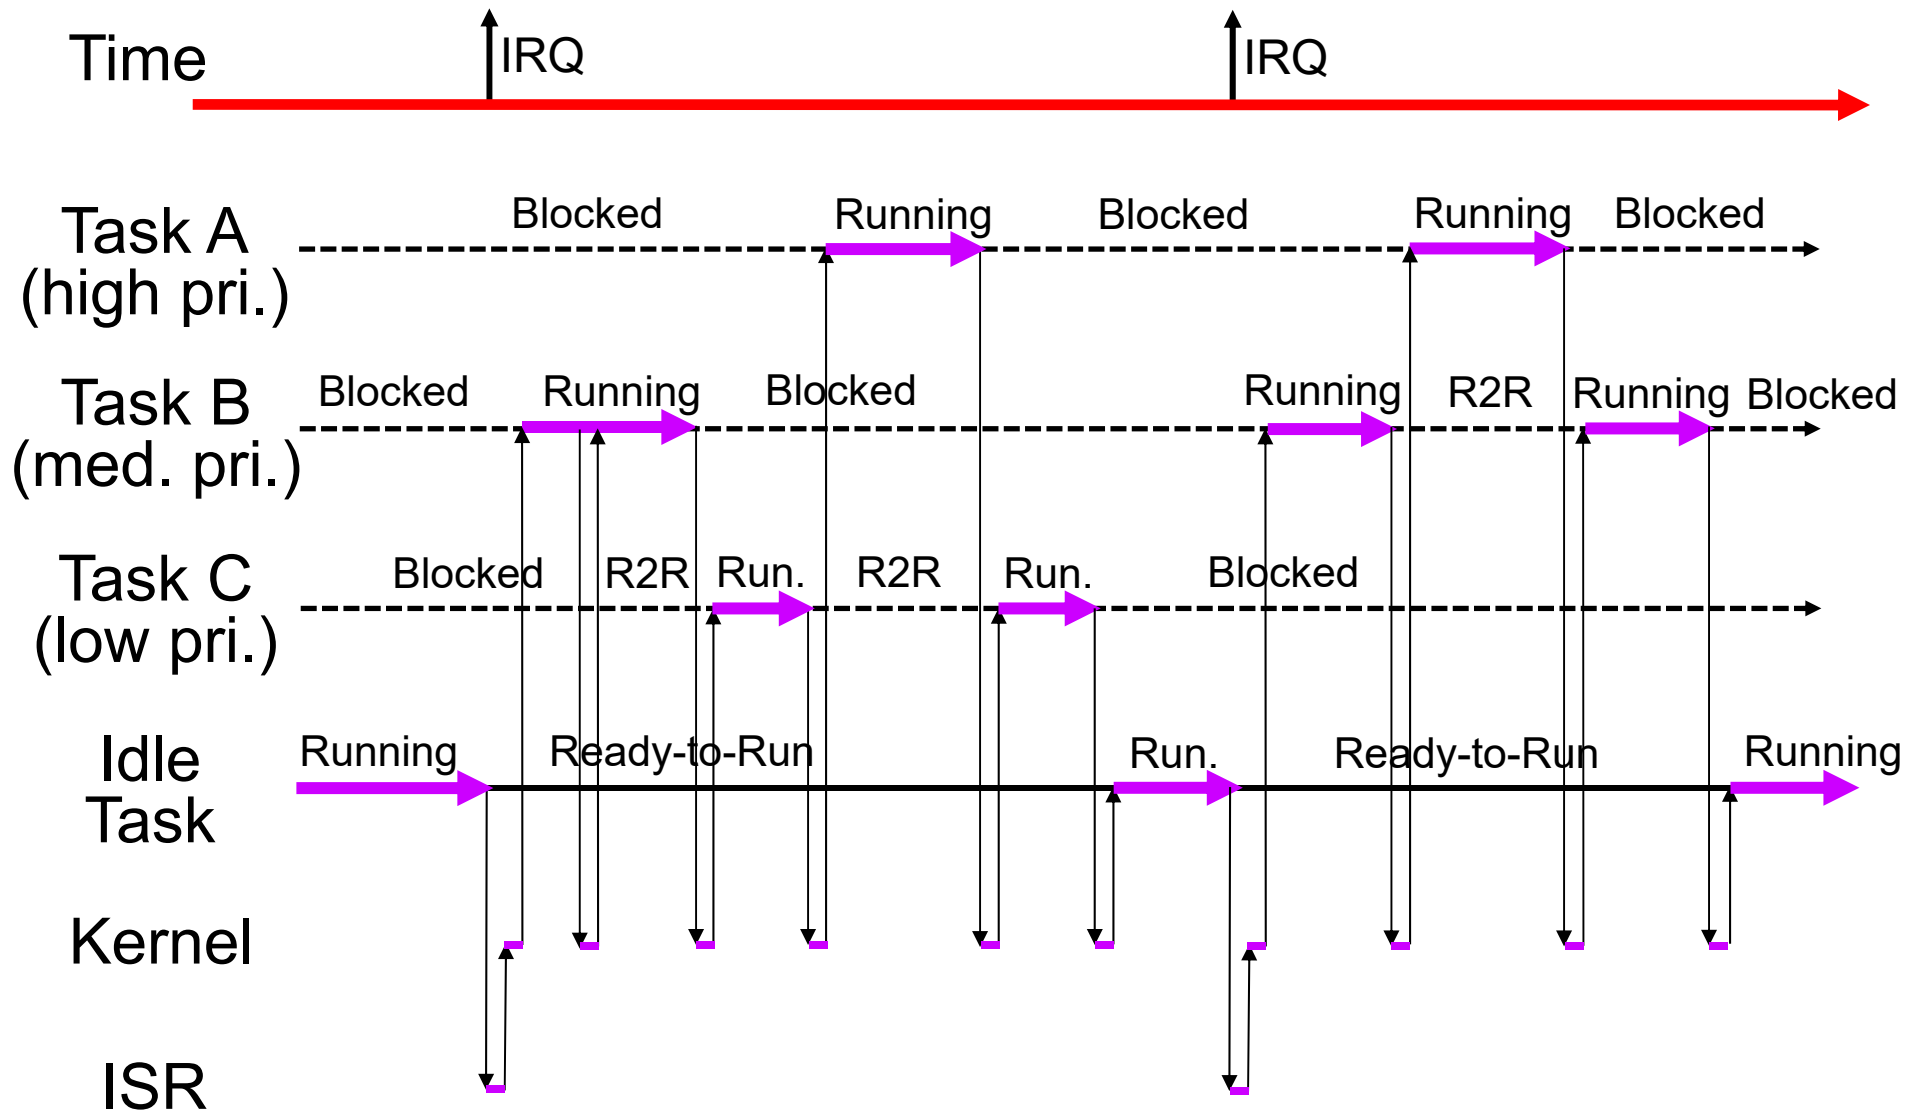 Time
IRQ
IRQ
Task A
(high pri.)
Blocked
Running
Blocked
Running
Blocked
Task B
(med. pri.)
Blocked
Running
Blocked
Running
R2R
Running
Blocked
Task C
(low pri.)
Blocked
R2R
Run.
R2R
Run.
Blocked
Idle
Task
Running
Ready-to-Run
Run.
Ready-to-Run
Running
Kernel
ISR